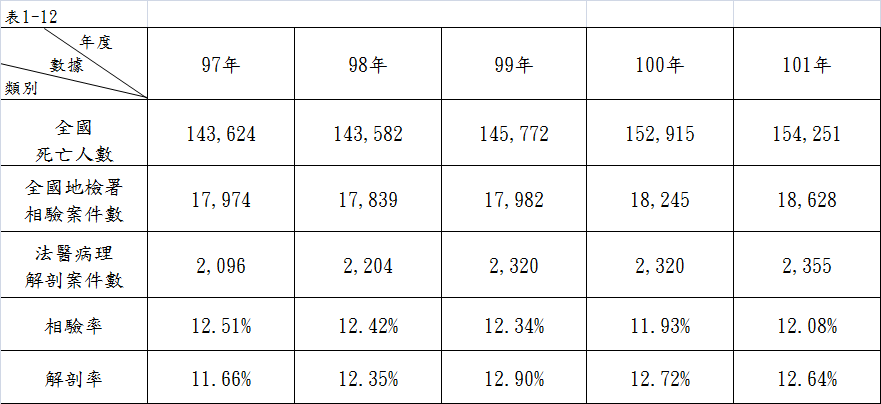 表1-12
年度
數據
類別
97年 98年 99年 100年 101年
全國
死亡人數
143,624 143,582 145,772 152,915 154,251
全國地檢署
相驗案件數
17,974 17,839 17,982 18,245 18,628
法醫病理
解剖案件數
2,096 2,204 2,320 2,320 2,355
相驗率 12.51% 12.42% 12.34% 11.93% 12.08%
解剖率 11.66% 12.35% 12.90% 12.72% 12.64%